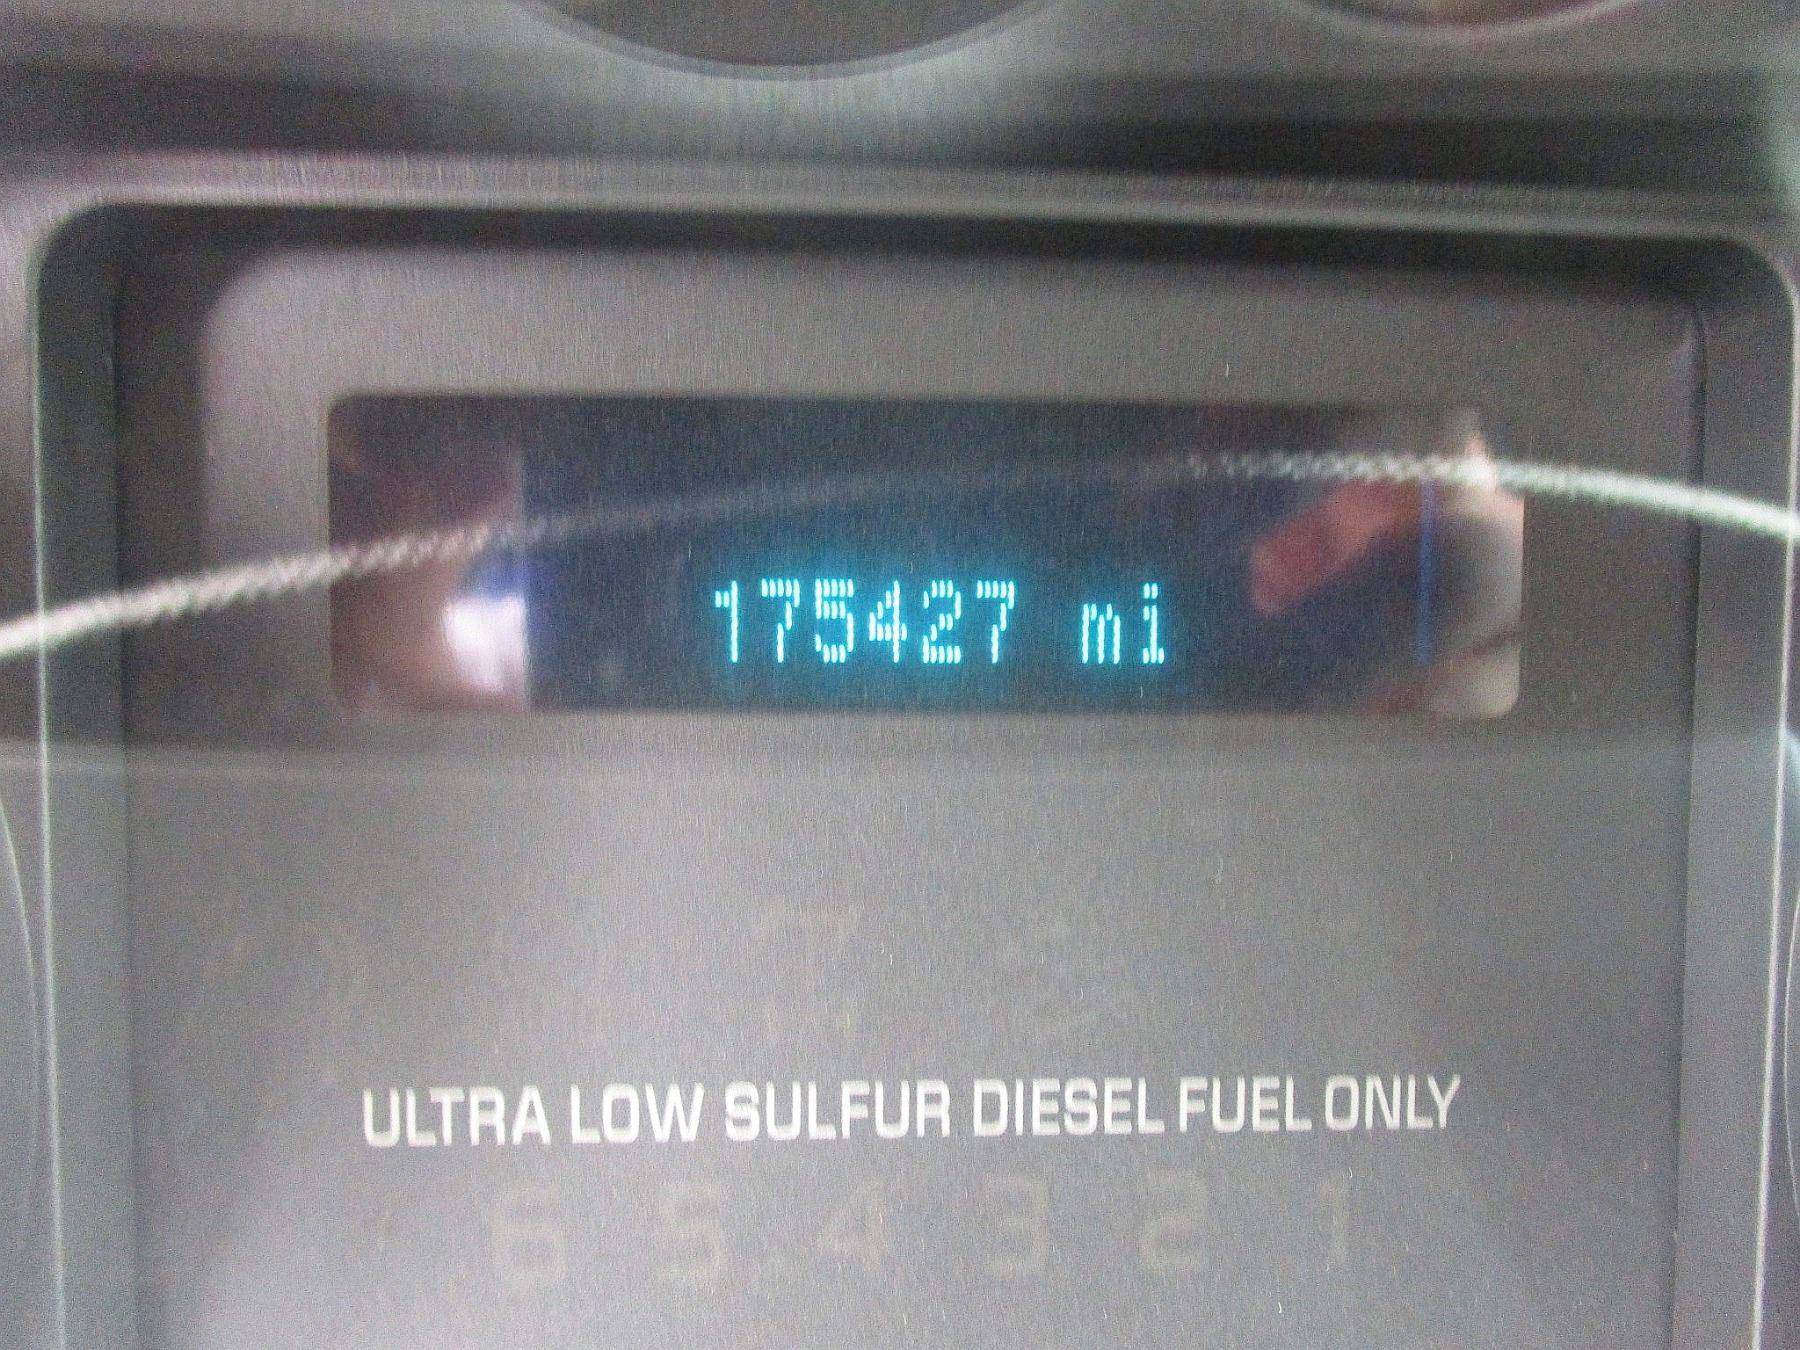 175427 mi
ULTRA LOW SULFUR DIESEL FUEL ONLY
6 5 4 3 2 1